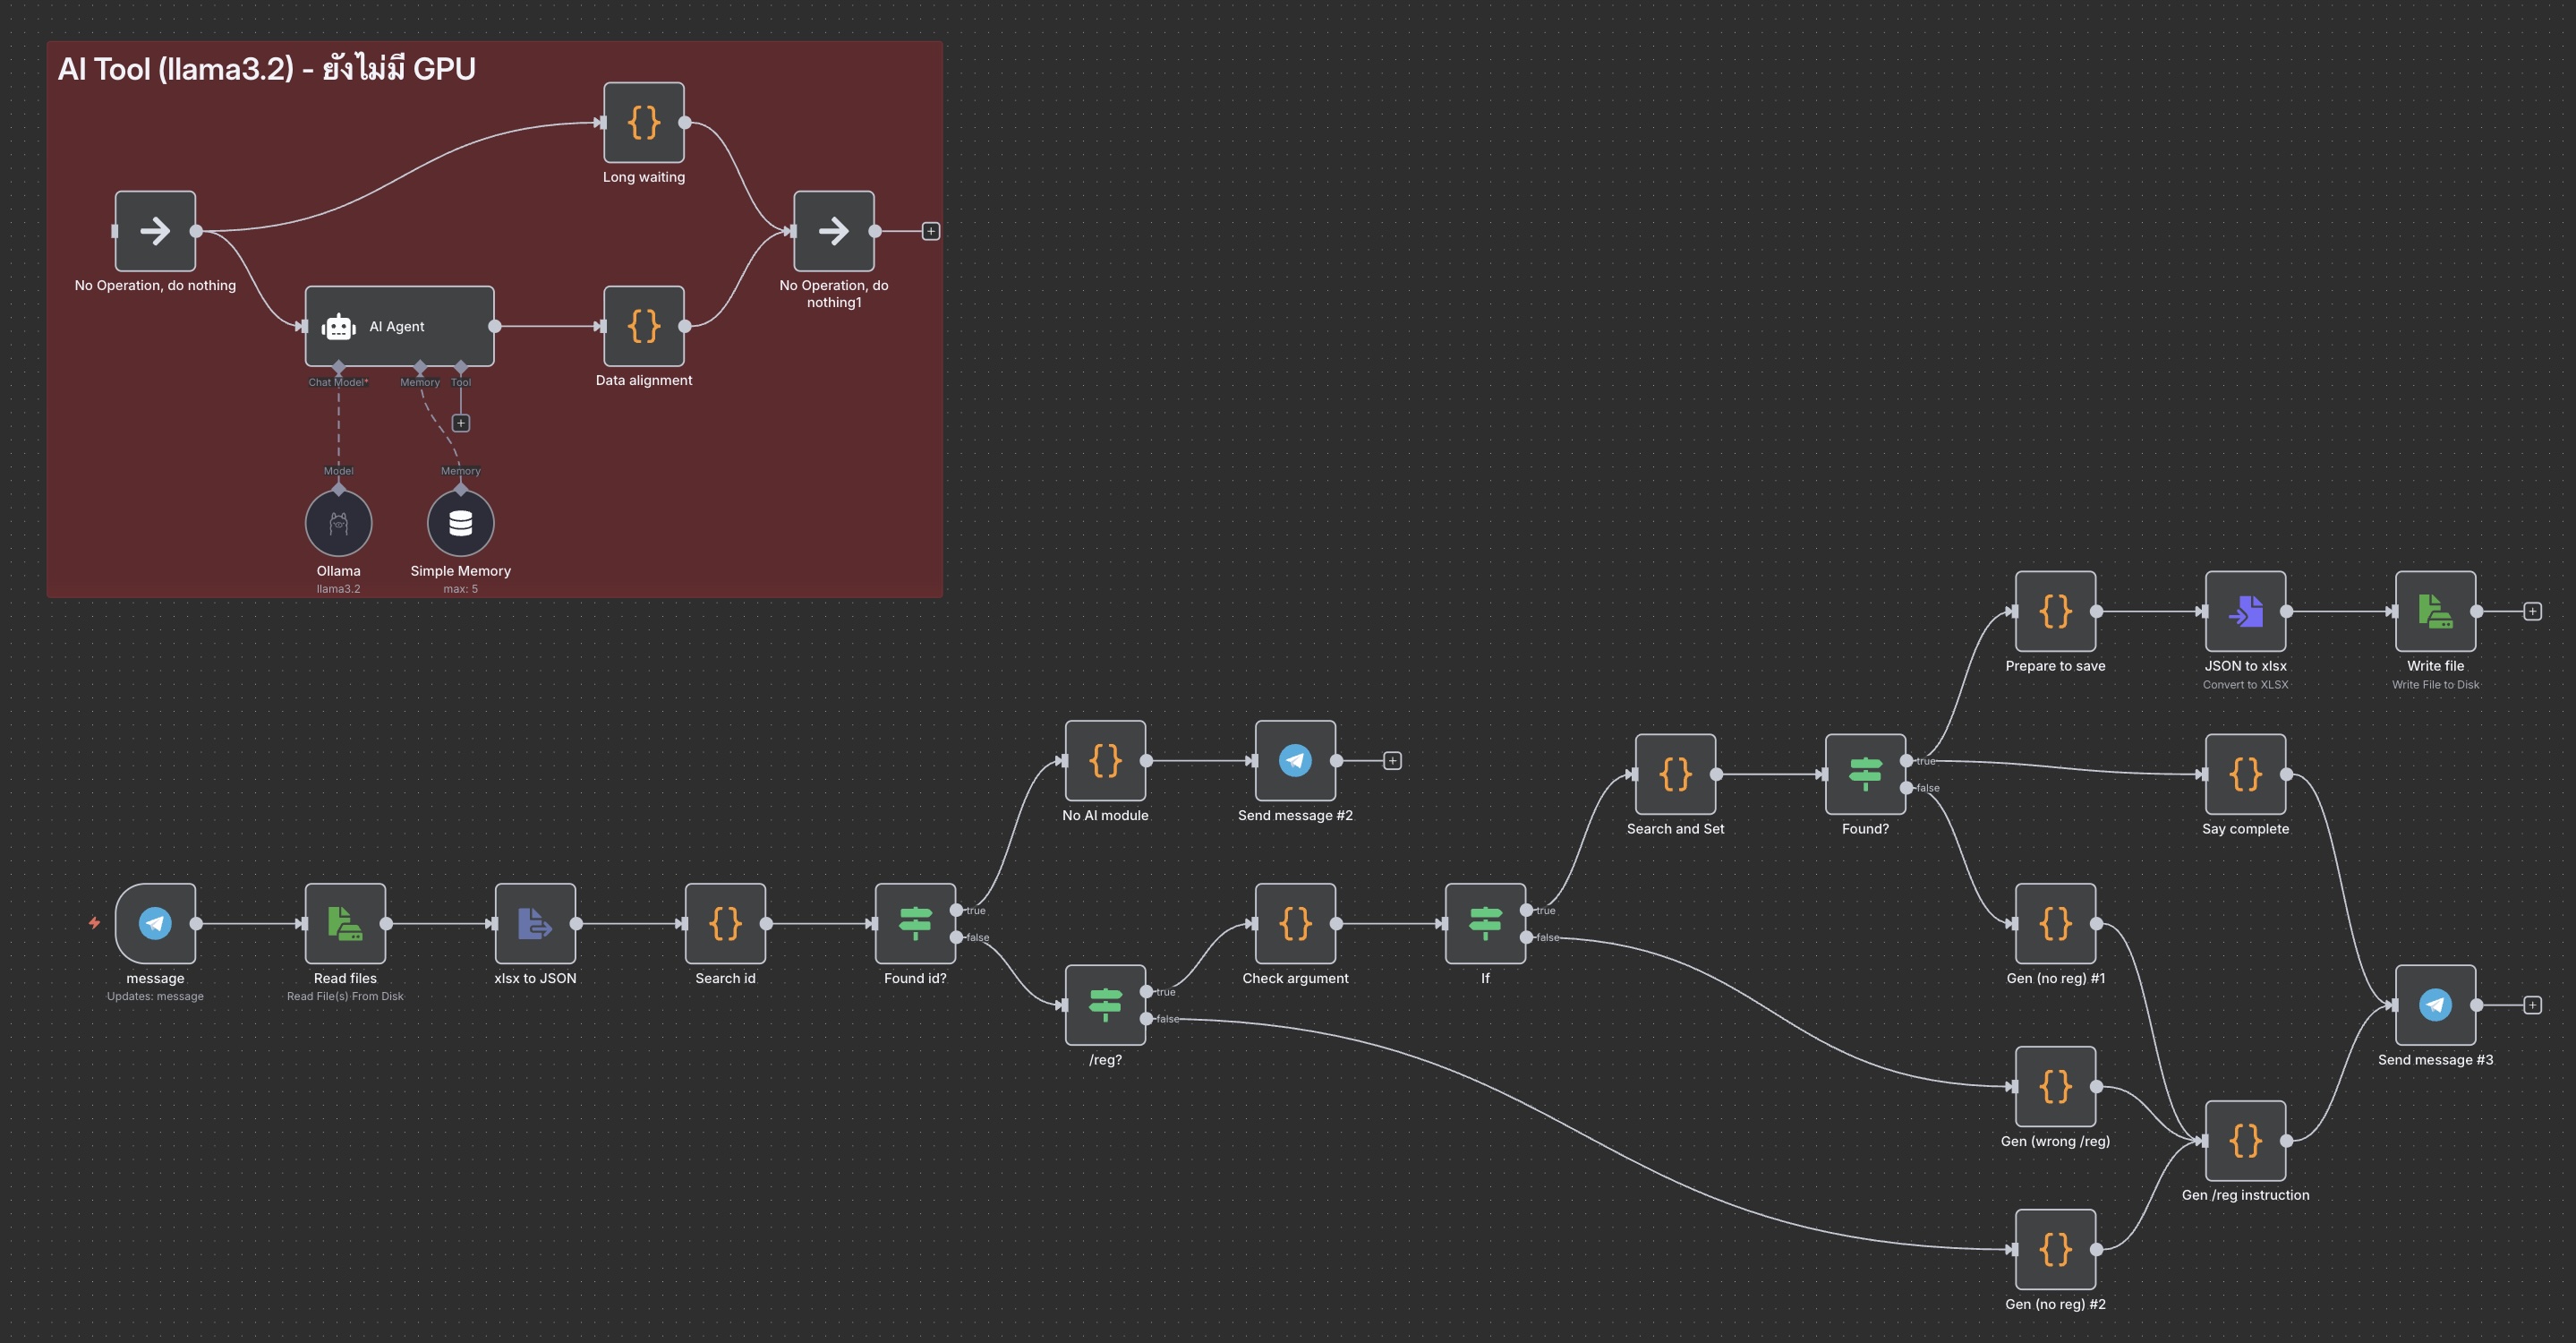 AI Tool (llama3.2) - ยังไม่มี GPU
Long waiting
No Operation, do nothing
No Operation, do
nothing1
AI Agent
Chat Model*
Memory
Tool
Data alignment
Model
Memory
Ollama
llama3.2
Simple Memory
max: 5
Prepare to save
JSON to xlsx
Convert to XLSX
Write file
Write File to Disk
No AI module
Send message #2
Search and Set
true
false
Found?
Say complete
message
Updates: message
Read files
Read File(s) From Disk
xlsx to JSON
Search id
true
false
Found id?
Check argument
true
false
If
Gen (no reg) #1
true
false
/reg?
Send message #3
Gen (wrong /reg)
Gen /reg instruction
Gen (no reg) #2